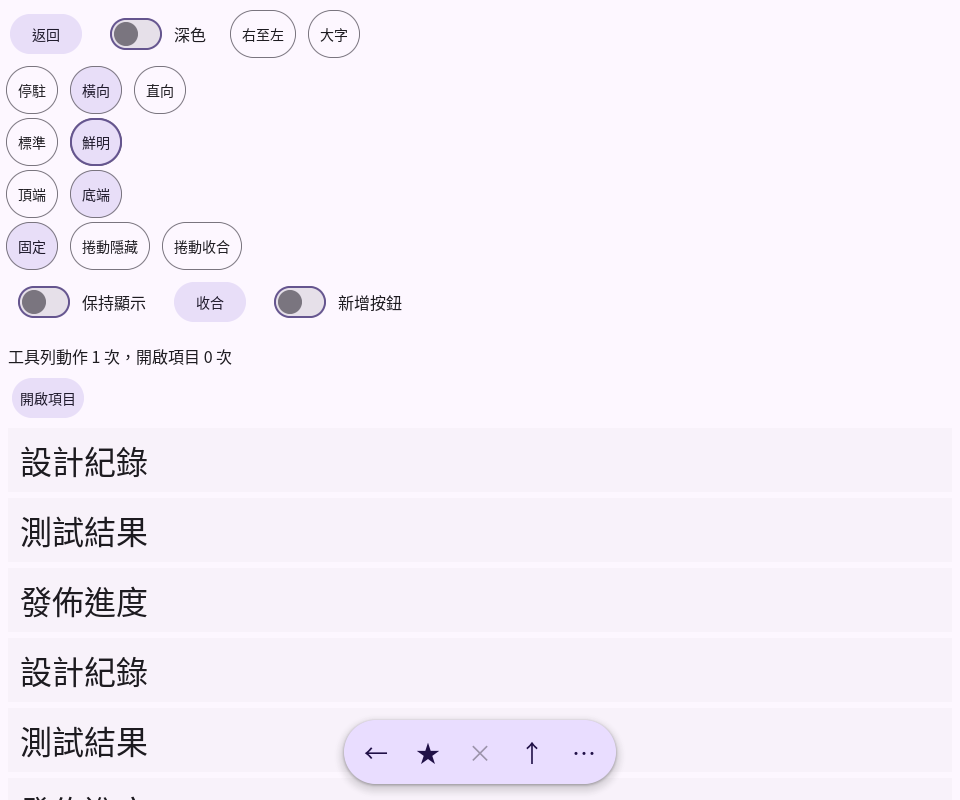 返回 深色 右至左 大字
停駐 橫向 直向
標準 鮮明
頂端 底端
固定 捲動隱藏 捲動收合
保持顯示 收合 新增按鈕
工具列動作 1 次，開啟項目 0 次
開啟項目
設計紀錄
測試結果
發佈進度
設計紀錄
測試結果